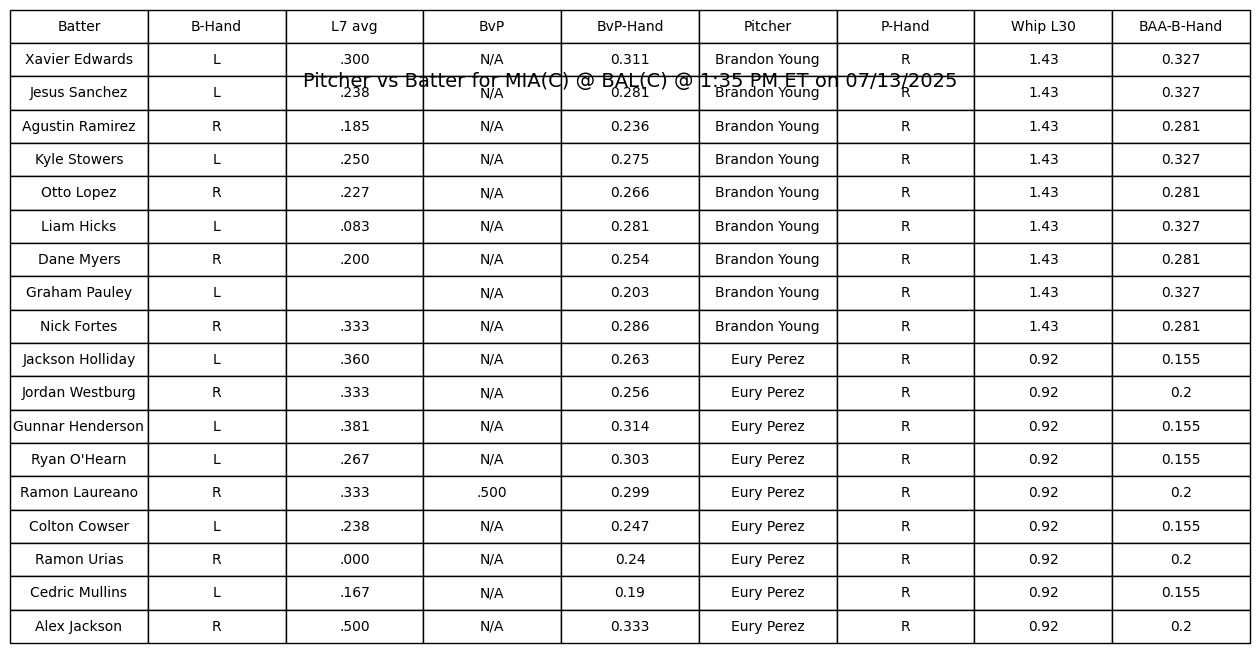 Batter B-Hand L7 avg BvP BvP-Hand Pitcher P-Hand Whip L30 BAA-B-Hand
Xavier Edwards L .300 N/A 0.311 Brandon Young R 1.43 0.327
Pitcher vs Batter for MIA(C) @ BAL(C) @ 1:35 PM ET on 07/13/2025
Jesus Sanchez L .238 N/A 0.281 Brandon Young R 1.43 0.327
Agustin Ramirez R .185 N/A 0.236 Brandon Young R 1.43 0.281
Kyle Stowers L .250 N/A 0.275 Brandon Young R 1.43 0.327
Otto Lopez R .227 N/A 0.266 Brandon Young R 1.43 0.281
Liam Hicks L .083 N/A 0.281 Brandon Young R 1.43 0.327
Dane Myers R .200 N/A 0.254 Brandon Young R 1.43 0.281
Graham Pauley L N/A 0.203 Brandon Young R 1.43 0.327
Nick Fortes R .333 N/A 0.286 Brandon Young R 1.43 0.281
Jackson Holliday L .360 N/A 0.263 Eury Perez R 0.92 0.155
Jordan Westburg R .333 N/A 0.256 Eury Perez R 0.92 0.2
Gunnar Henderson L .381 N/A 0.314 Eury Perez R 0.92 0.155
Ryan O'Hearn L .267 N/A 0.303 Eury Perez R 0.92 0.155
Ramon Laureano R .333 .500 0.299 Eury Perez R 0.92 0.2
Colton Cowser L .238 N/A 0.247 Eury Perez R 0.92 0.155
Ramon Urias R .000 N/A 0.24 Eury Perez R 0.92 0.2
Cedric Mullins L .167 N/A 0.19 Eury Perez R 0.92 0.155
Alex Jackson R .500 N/A 0.333 Eury Perez R 0.92 0.2